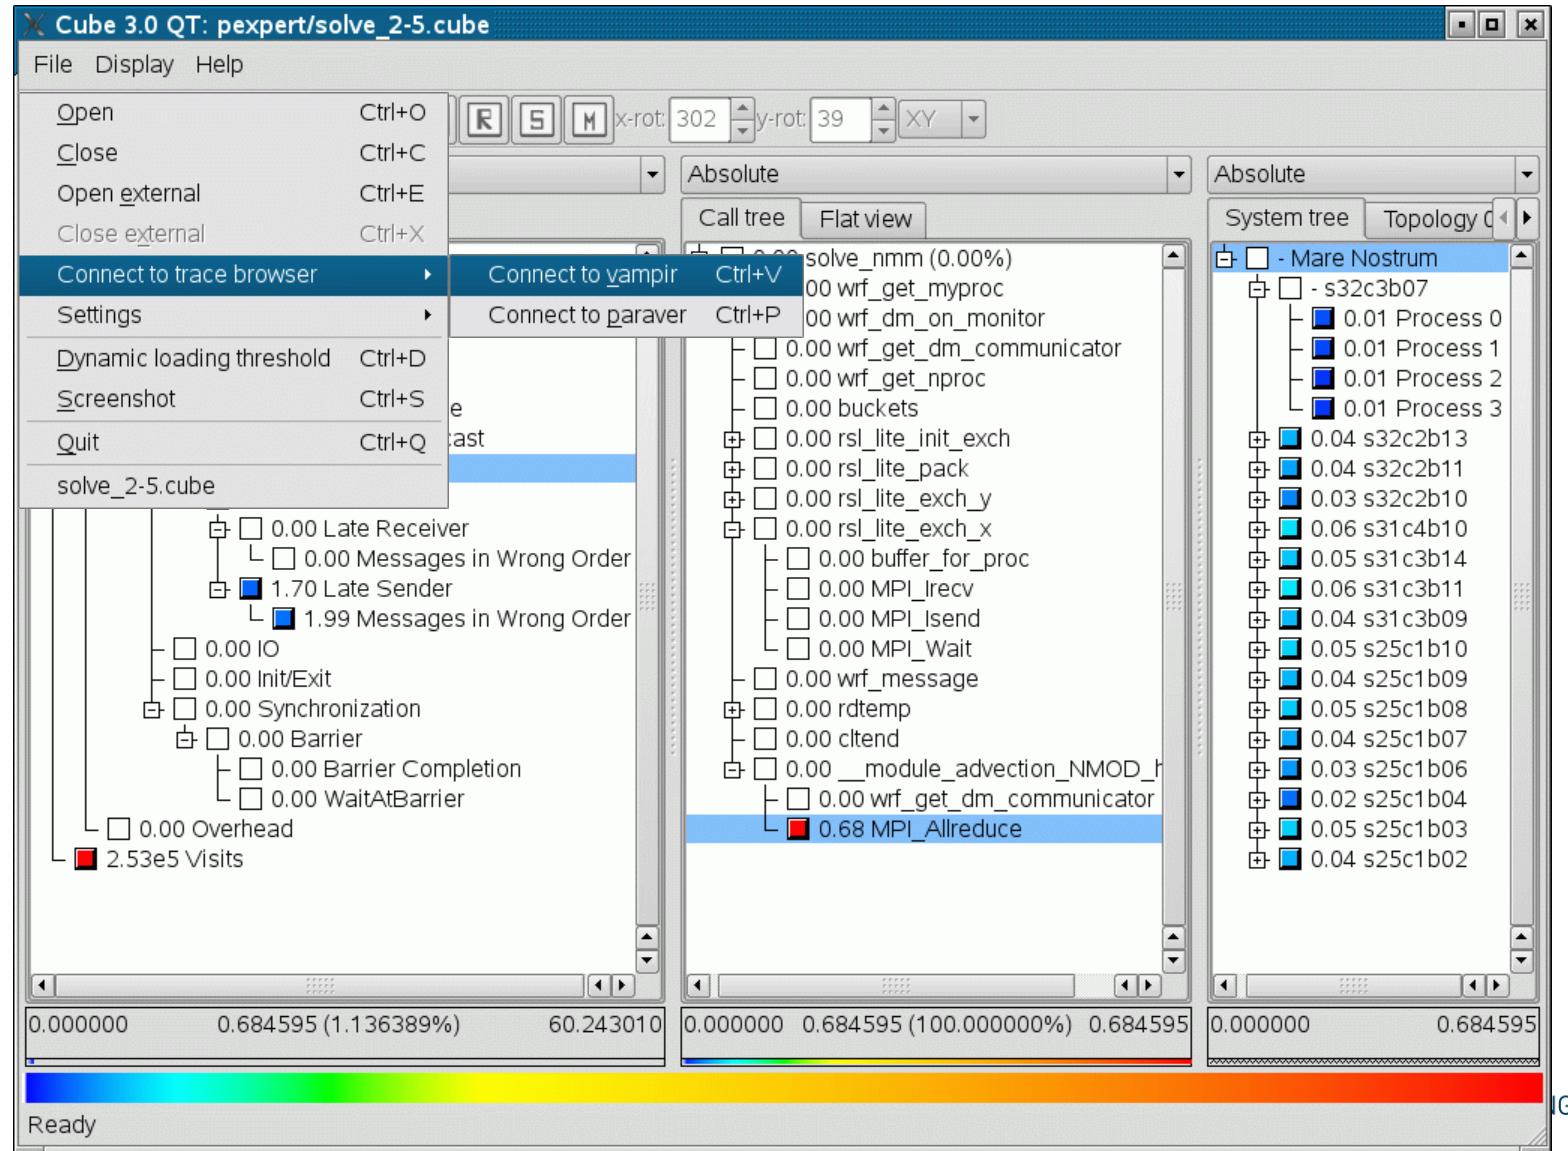 Cube 3.0 QT: pexpert/solve_2-5.cube
File Display Help
Open Ctrl+O
Close Ctrl+C
Open external Ctrl+E
Close external Ctrl+X
Connect to trace browser
Settings
Dynamic loading threshold Ctrl+D
Screenshot Ctrl+S
Quit Ctrl+Q
solve_2-5.cube
Connect to vampir Ctrl+V
Connect to paraver Ctrl+P
R S M x-rot: 302 y-rot: 39 XY
e
cast
0.00 Late Receiver
0.00 Messages in Wrong Order
1.70 Late Sender
1.99 Messages in Wrong Order
0.00 IO
0.00 Init/Exit
0.00 Synchronization
0.00 Barrier
0.00 Barrier Completion
0.00 WaitAtBarrier
0.00 Overhead
2.53e5 Visits
0.000000 0.684595 (1.136389%) 60.243010
Absolute
Call tree Flat view
0.00 solve_nmm (0.00%)
00 wrf_get_myproc
00 wrf_dm_on_monitor
0.00 wrf_get_dm_communicator
0.00 wrf_get_nproc
0.00 buckets
0.00 rsl_lite_init_exch
0.00 rsl_lite_pack
0.00 rsl_lite_exch_y
0.00 rsl_lite_exch_x
0.00 buffer_for_proc
0.00 MPI_Irecv
0.00 MPI_Isend
0.00 MPI_Wait
0.00 wrf_message
0.00 rdtemp
0.00 cltend
0.00 __module_advection_NMOD_h
0.00 wrf_get_dm_communicator
0.68 MPI_Allreduce
0.000000 0.684595 (100.000000%) 0.684595
Absolute
System tree Topology 0
- Mare Nostrum
- s32c3b07
0.01 Process 0
0.01 Process 1
0.01 Process 2
0.01 Process 3
0.04 s32c2b13
0.04 s32c2b11
0.03 s32c2b10
0.06 s31c4b10
0.05 s31c3b14
0.06 s31c3b11
0.04 s31c3b09
0.05 s25c1b10
0.04 s25c1b09
0.05 s25c1b08
0.04 s25c1b07
0.03 s25c1b06
0.02 s25c1b04
0.05 s25c1b03
0.04 s25c1b02
0.000000 0.684595
Ready